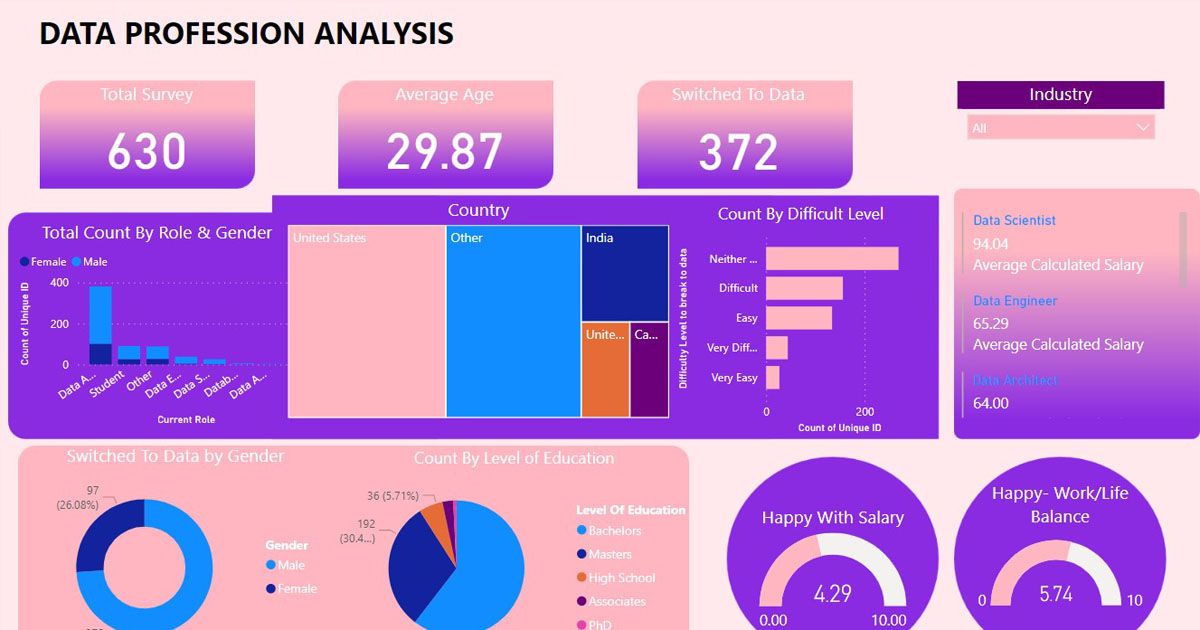 DATA PROFESSION ANALYSIS
Total Survey
630
Average Age
29.87
Switched To Data
372
Industry
All
Total Count By Role & Gender
Female Male
Count of Unique ID
400
200
0
Data A...
Student
Other
Data E...
Data S...
Datab...
Data A...
Current Role
Country
United States
Other
India
Unite...
Ca...
Count By Difficult Level
Difficulty Level to break to data
Neither ...
Difficult
Easy
Very Diff...
Very Easy
0 200
Count of Unique ID
Data Scientist
94.04
Average Calculated Salary
Data Engineer
65.29
Average Calculated Salary
Data Architect
64.00
Switched To Data by Gender
97
(26.08%)
Gender
Male
Female
Count By Level of Education
36 (5.71%)
192
(30.4...)
Level Of Education
Bachelors
Masters
High School
Associates
PhD
Happy With Salary
4.29
0.00 10.00
Happy- Work/Life
Balance
5.74
0 10